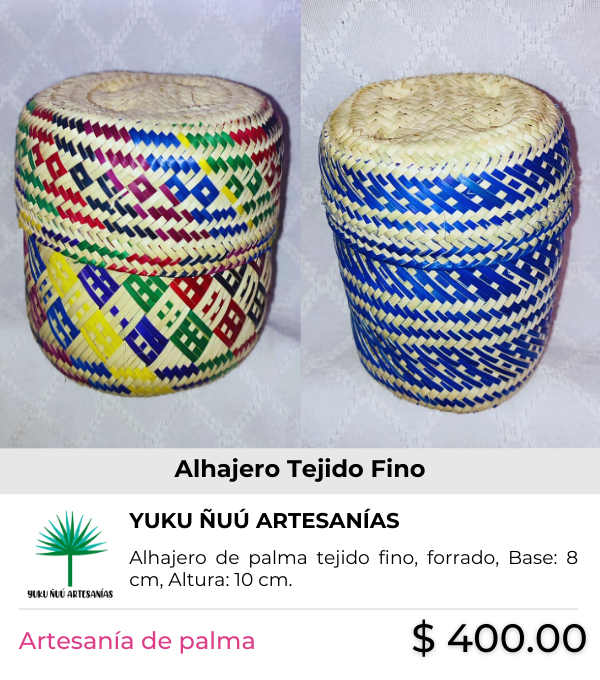 Alhajero Tejido Fino
YUKU ÑUÚ ARTESANÍAS
Alhajero de palma tejido fino, forrado, Base: 8
cm, Altura: 10 cm.
YUKU ÑUÚ ARTESANÍAS
Artesanía de palma
$ 400.00